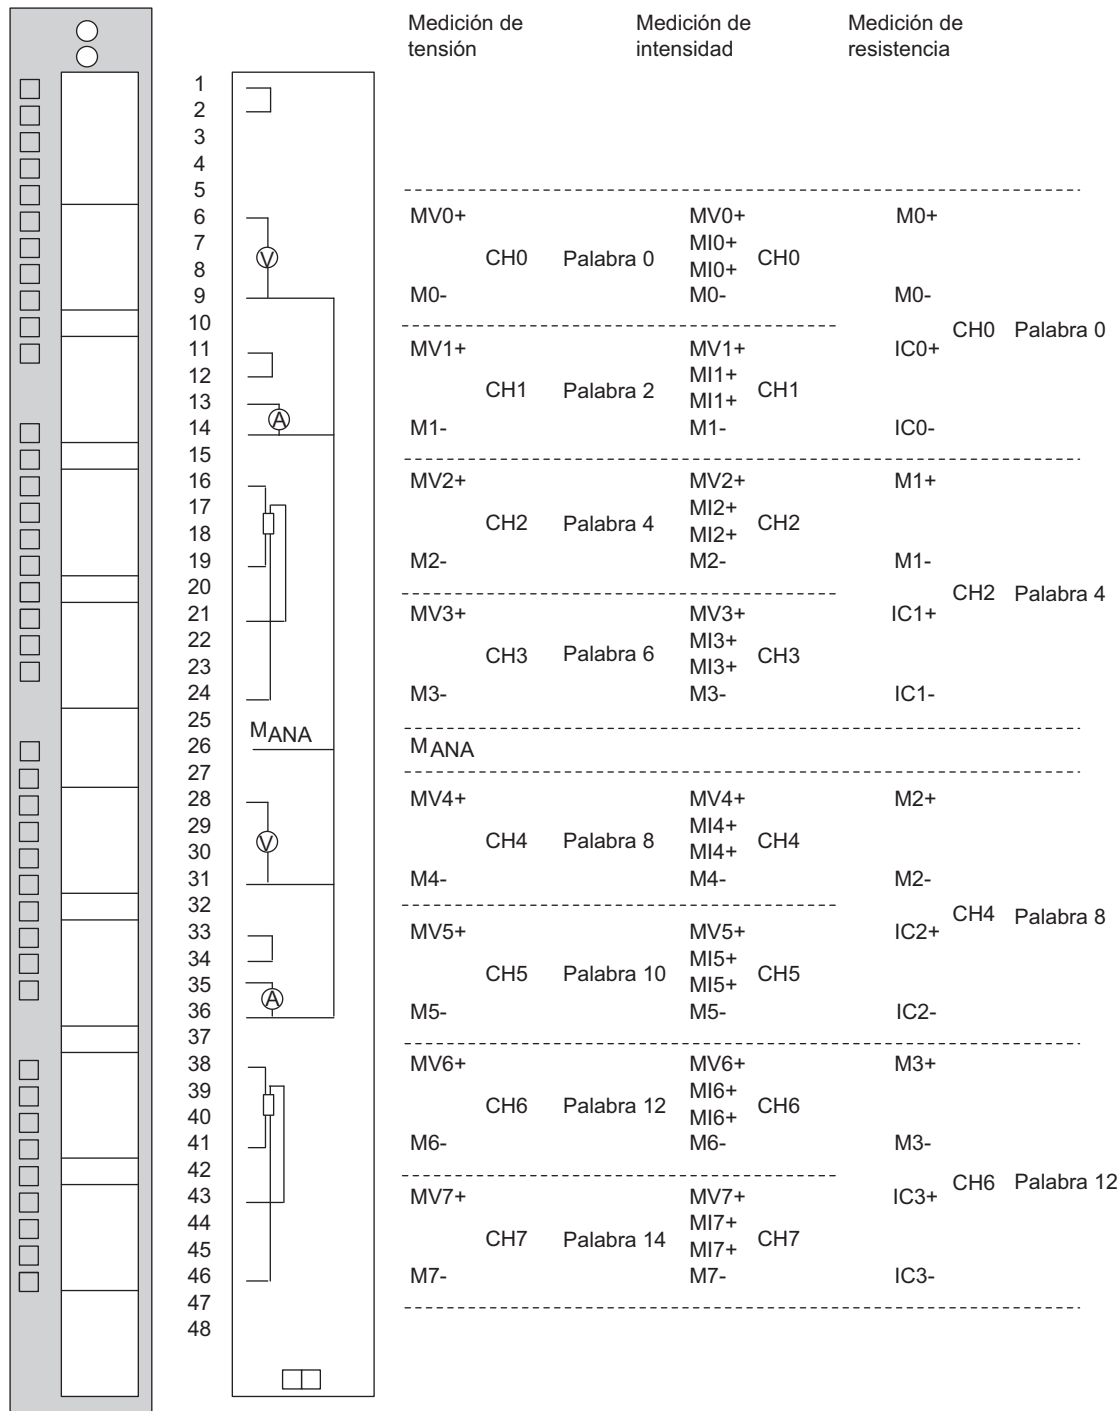 Medición de tensión
Medición de intensidad
Medición de resistencia
1
2
3
4
5
6 MV0+ MV0+ M0+
7 MI0+
V CH0 Palabra 0 CH0
8 MI0+
9 M0- M0- M0-
10 CH0 Palabra 0
11 MV1+ MV1+ IC0+
12 MI1+
CH1 Palabra 2 CH1
13 MI1+
A
14 M1- M1- IC0-
15
16 MV2+ MV2+ M1+
17 MI2+
CH2 Palabra 4 CH2
18 MI2+
19 M2- M2- M1-
20 CH2 Palabra 4
21 MV3+ MV3+ IC1+
22 MI3+
CH3 Palabra 6 CH3
23 MI3+
24 M3- M3- IC1-
25
26 MANA MANA
27
28 MV4+ MV4+ M2+
29 MI4+
V CH4 Palabra 8 CH4
30 MI4+
31 M4- M4- M2-
32 CH4 Palabra 8
33 MV5+ MV5+ IC2+
34 MI5+
CH5 Palabra 10 CH5
35 MI5+
A
36 M5- M5- IC2-
37
38 MV6+ MV6+ M3+
39 MI6+
CH6 Palabra 12 CH6
40 MI6+
41 M6- M6- M3-
42 CH6 Palabra 12
43 MV7+ MV7+ IC3+
44 MI7+
CH7 Palabra 14 CH7
45 MI7+
46 M7- M7- IC3-
47
48